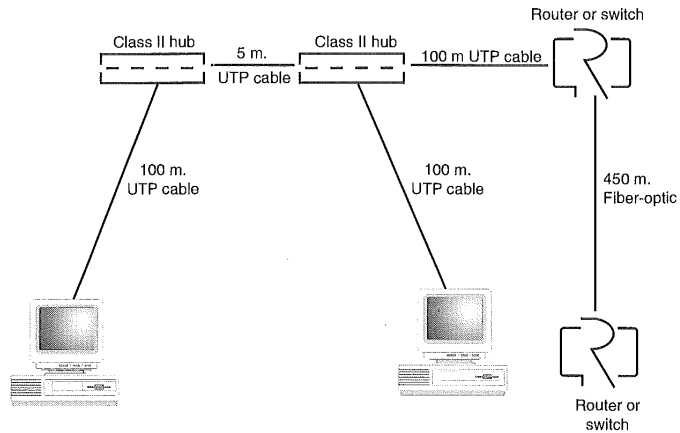 Router or switch
Class II hub
5 m.
UTP cable
Class II hub
100 m UTP cable
100 m.
UTP cable
100 m.
UTP cable
450 m.
Fiber-optic
Router or
switch